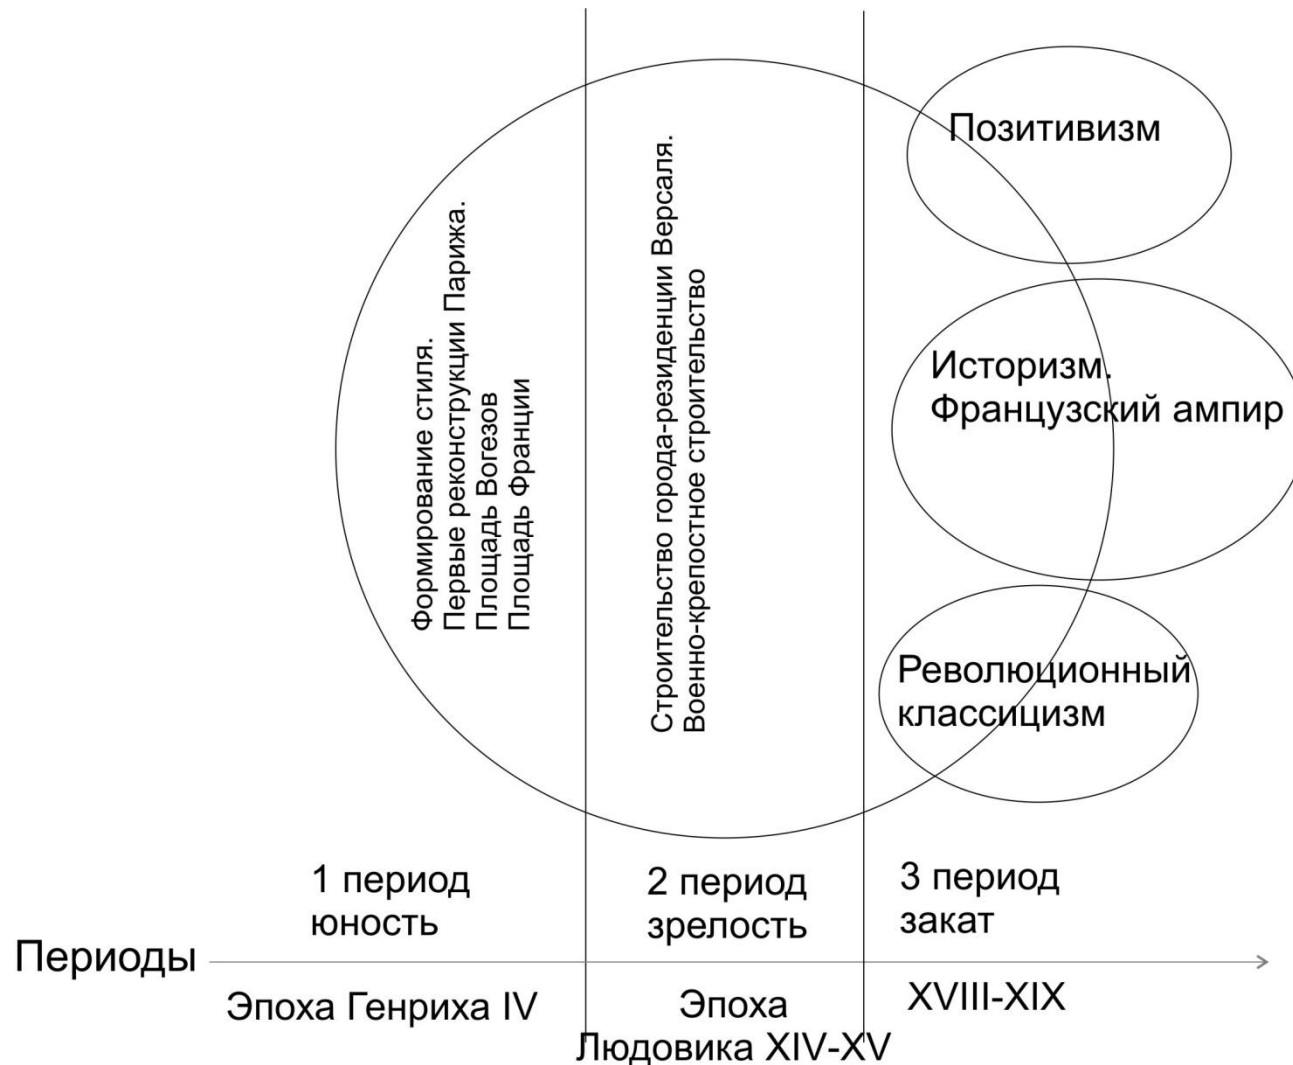 Формирование стиля.
Первые реконструкции Парижа.
Площадь Вогезов
Площадь Франции
Строительство города-резиденции Версаля.
Военно-крепостное строительство
Позитивизм
Историзм.
Французский ампир
Революционный
классицизм
1 период
юность
2 период
зрелость
3 период
закат
Периоды
Эпоха Генриха IV
Эпоха
Людовика XIV-XV
XVIII-XIX